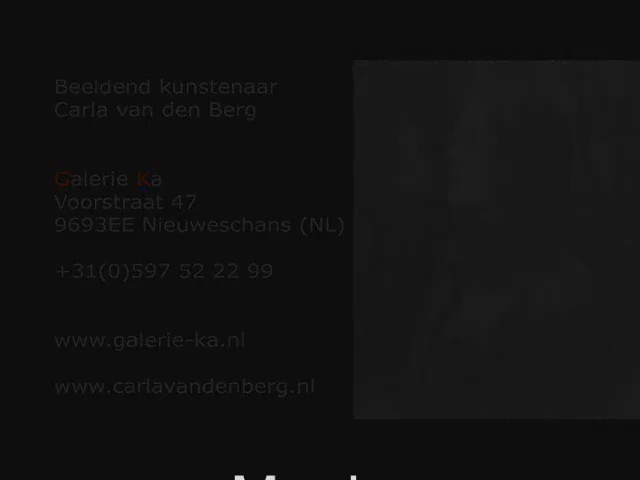 Beeldend kunstenaar
Carla van den Berg
Galerie Ka
Voorstraat 47
9693EE Nieuweschans (NL)
+31(0)597 52 22 99
www.galerie-ka.nl
www.carlavandenberg.nl